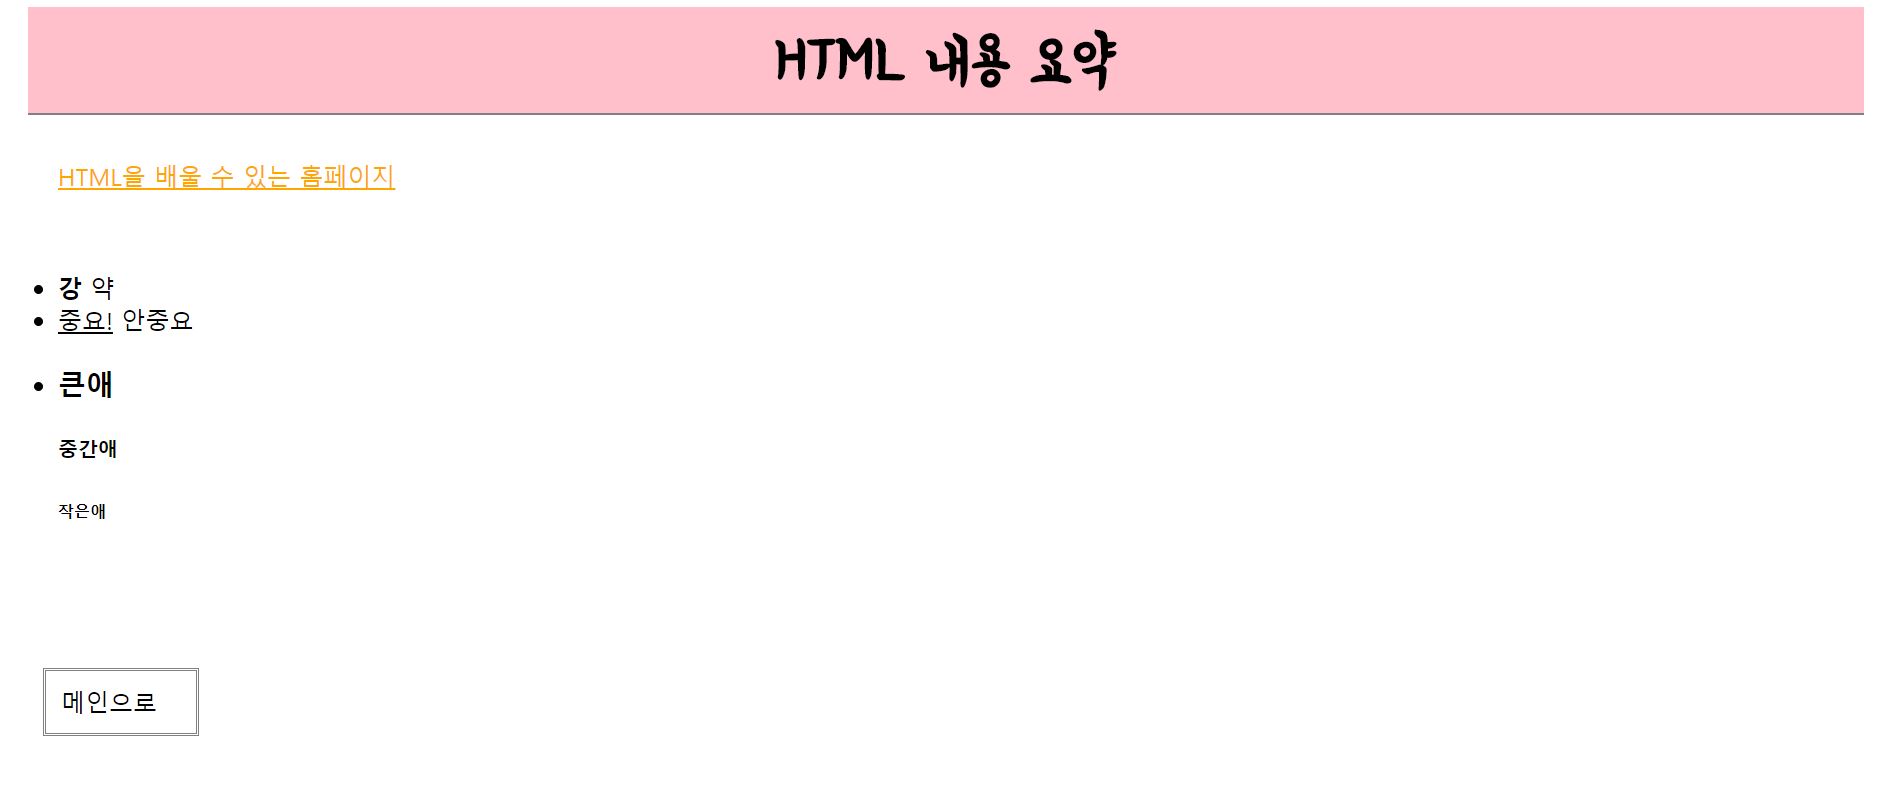 HTML 내용 요약
HTML을 배울 수 있는 홈페이지
강 약
중요! 안중요
큰애
중간애
작은애
메인으로